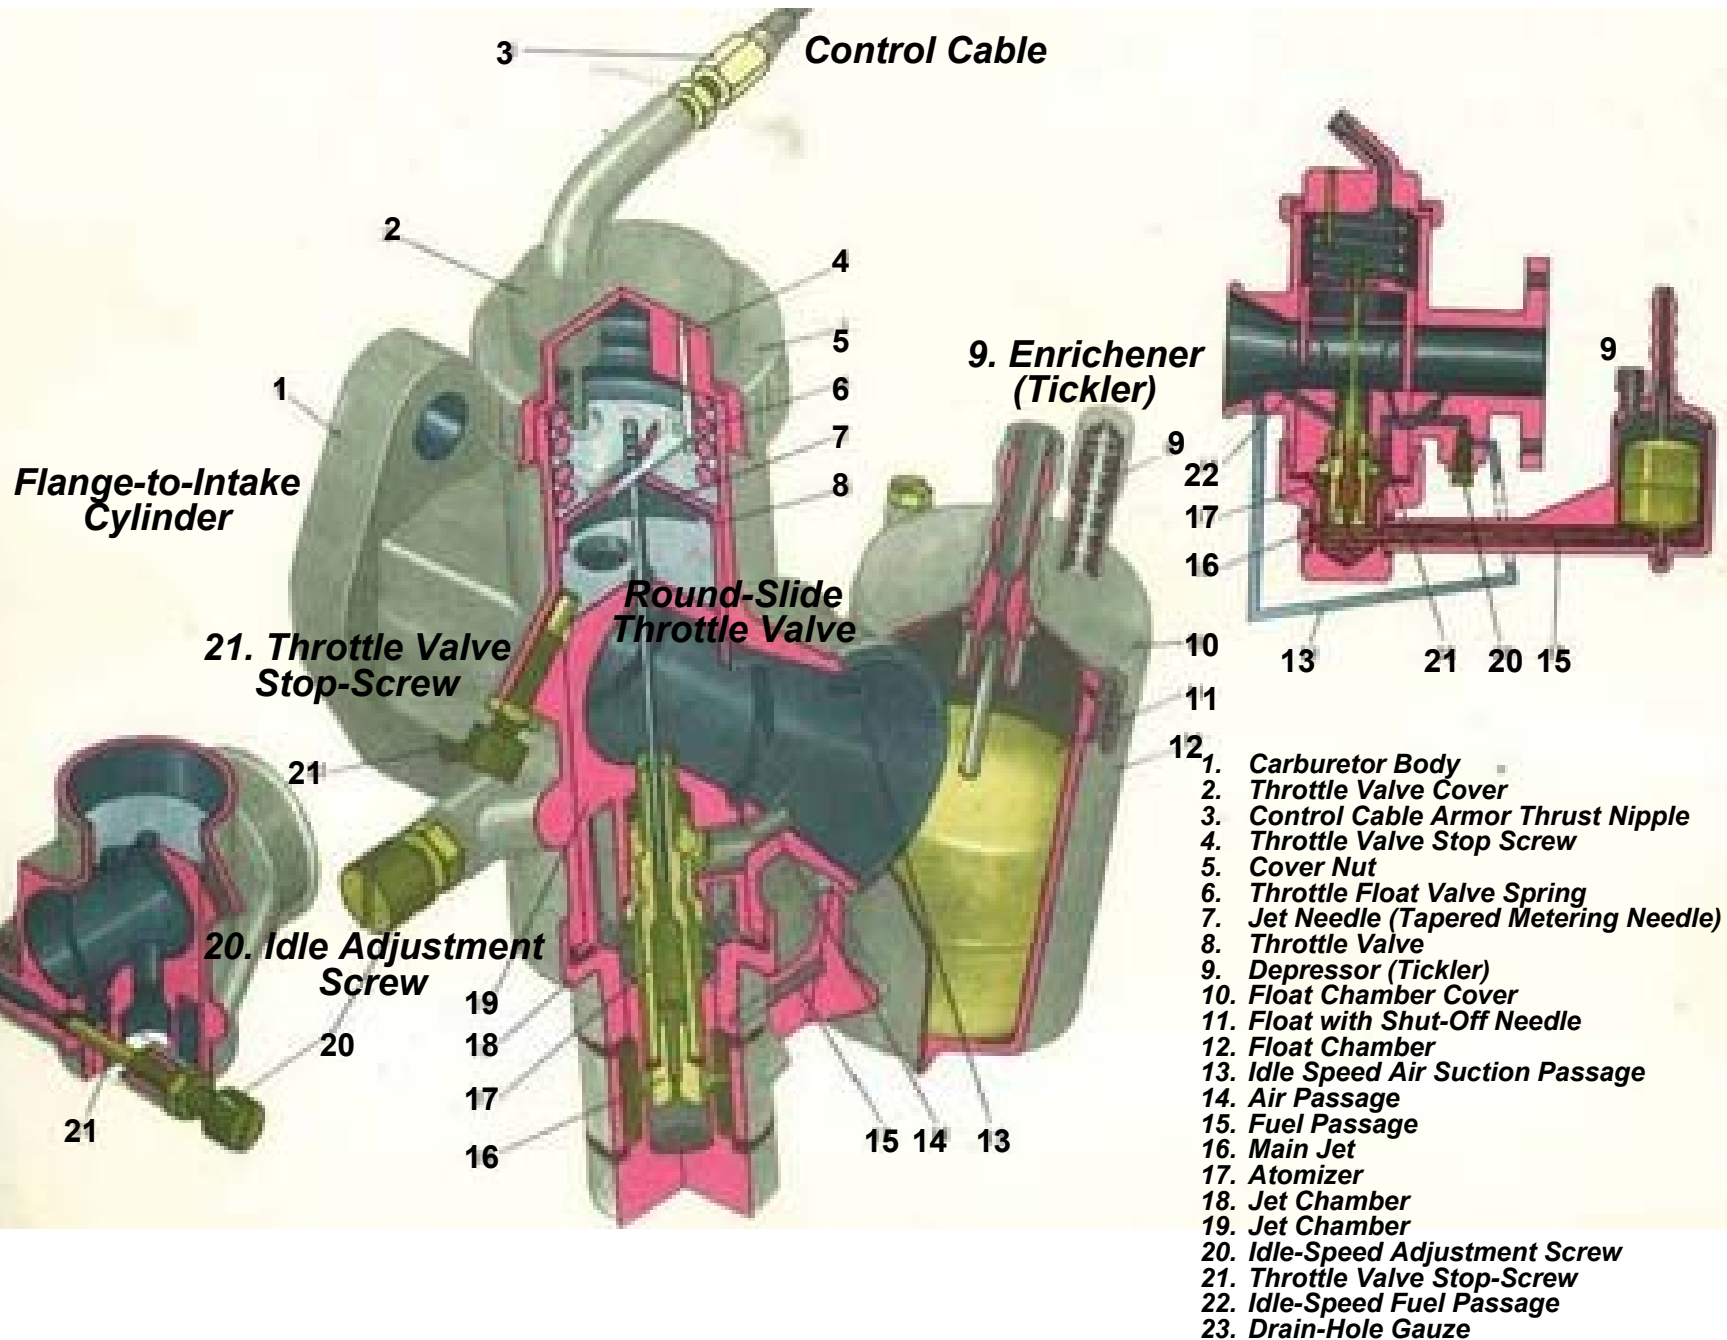 3
Control Cable
2
4
5
9. Enrichener
(Tickler)
9
1
6
7
9
Flange-to-Intake
Cylinder
8
22
17
16
Round-Slide
Throttle Valve
21. Throttle Valve
Stop-Screw
10
13 21 20 15
11
12
21
20. Idle Adjustment
Screw
19
18
20
17
21
16
15 14 13
1. Carburetor Body
2. Throttle Valve Cover
3. Control Cable Armor Thrust Nipple
4. Throttle Valve Stop Screw
5. Cover Nut
6. Throttle Float Valve Spring
7. Jet Needle (Tapered Metering Needle)
8. Throttle Valve
9. Depressor (Tickler)
10. Float Chamber Cover
11. Float with Shut-Off Needle
12. Float Chamber
13. Idle Speed Air Suction Passage
14. Air Passage
15. Fuel Passage
16. Main Jet
17. Atomizer
18. Jet Chamber
19. Jet Chamber
20. Idle-Speed Adjustment Screw
21. Throttle Valve Stop-Screw
22. Idle-Speed Fuel Passage
23. Drain-Hole Gauze